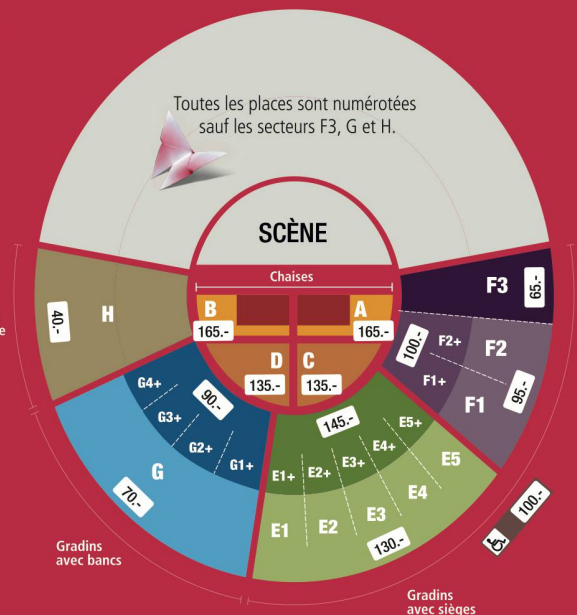 Toutes les places sont numérotées
sauf les secteurs F3, G et H.
SCÈNE
Chaises
B
165.-
A
165.-
D
135.-
C
135.-
H
40.-
e
F3
65.-
F2+
F1+
100.-
F2
F1
95.-
G4+
G3+
G2+
G1+
90.-
G
70.-
145.-
E1+
E2+
E3+
E4+
E5+
E1
E2
E3
E4
E5
130.-
100.-
Gradins
avec bancs
Gradins
avec sièges